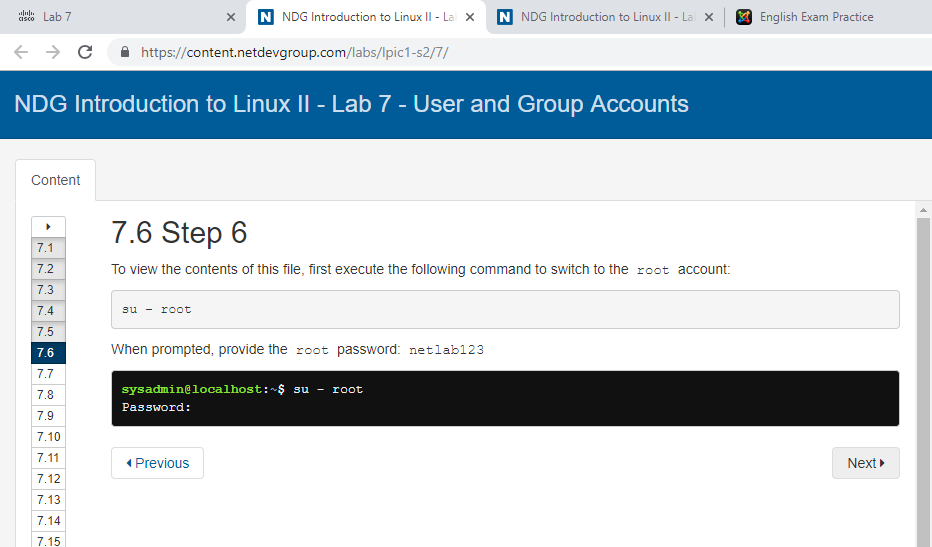 Lab 7
NDG Introduction to Linux II - La
NDG Introduction to Linux II - La
English Exam Practice
https://content.netdevgroup.com/labs/lpic1-s2/7/
NDG Introduction to Linux II - Lab 7 - User and Group Accounts
Content
7.1
7.2
7.3
7.4
7.5
7.6
7.7
7.8
7.9
7.10
7.11
7.12
7.13
7.14
7.15
7.6 Step 6
To view the contents of this file, first execute the following command to switch to the root account:
su - root
When prompted, provide the root password: netlab123
sysadmin@localhost:~$ su - root
Password:
Previous
Next